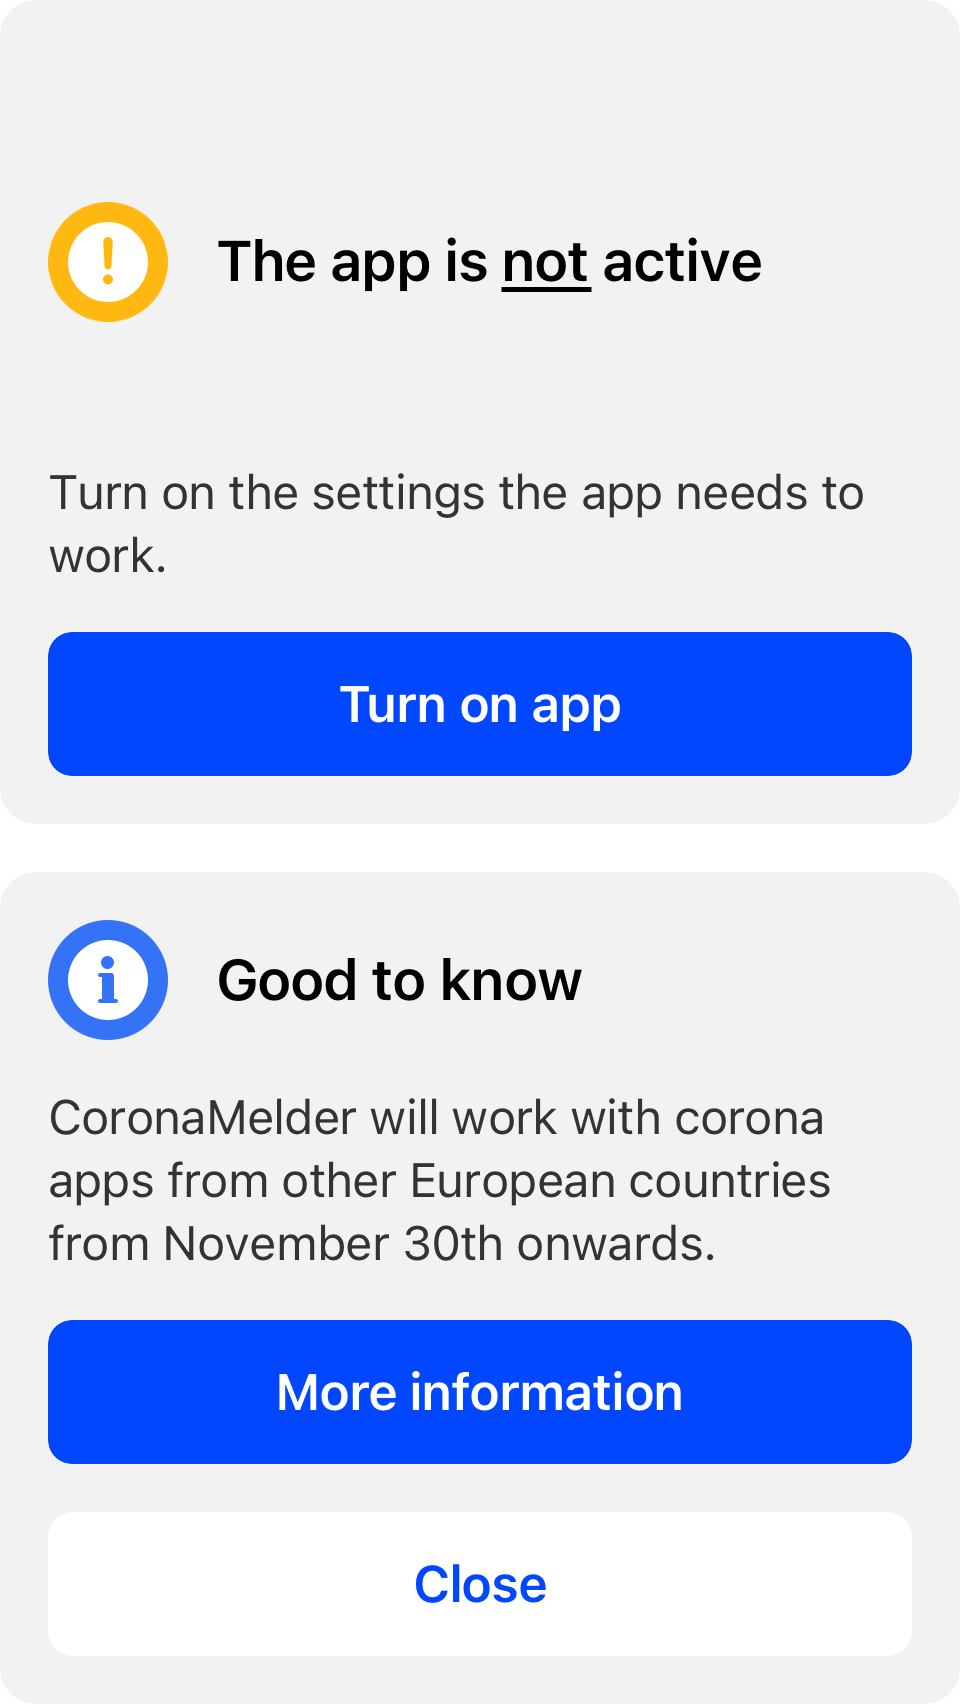 The app is not active
Turn on the settings the app needs to
work.
Turn on app
Good to know
CoronaMelder will work with corona
apps from other European countries
from November 30th onwards.
More information
Close